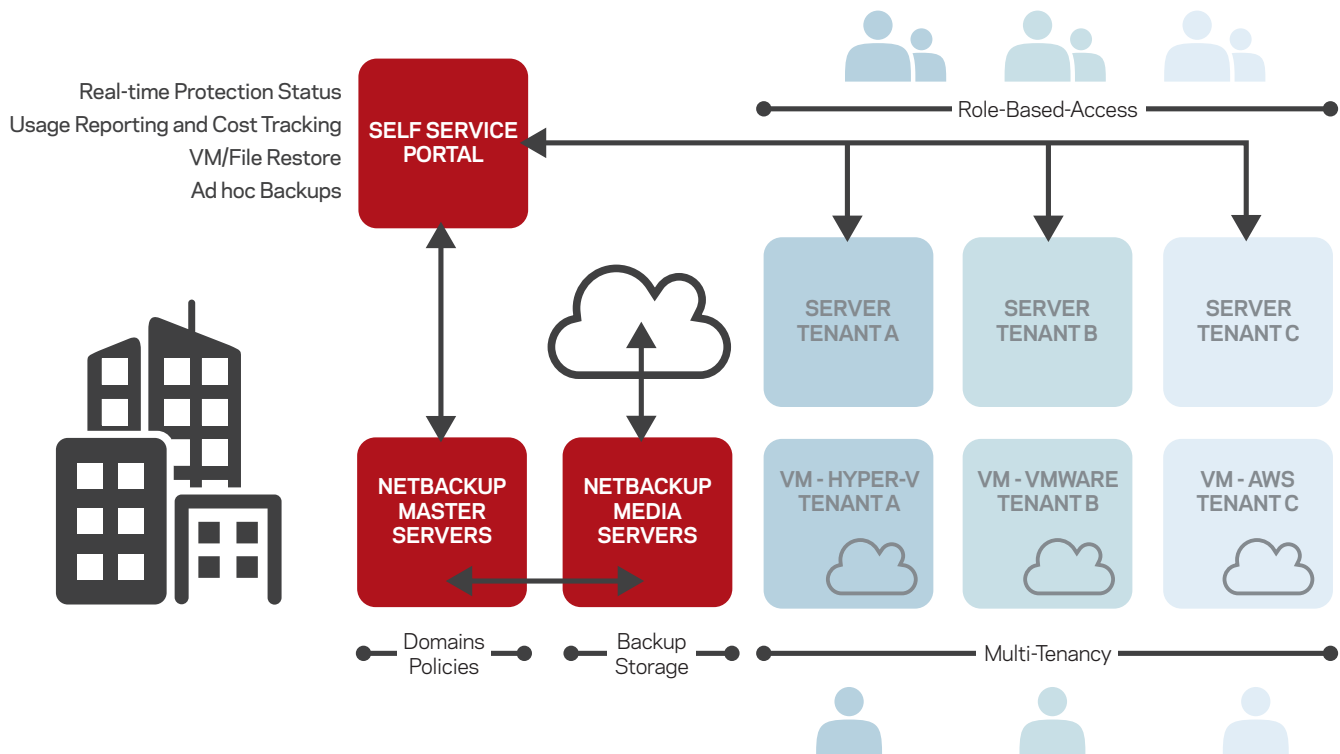 Real-time Protection Status
Usage Reporting and Cost Tracking
VM/File Restore
Ad hoc Backups
SELF SERVICE
PORTAL
Role-Based-Access
SERVER
TENANT A
SERVER
TENANT B
SERVER
TENANT C
NETBACKUP
MASTER
SERVERS
NETBACKUP
MEDIA
SERVERS
VM - HYPER-V
TENANT A
VM - VMWARE
TENANT B
VM - AWS
TENANT C
Domains
Policies
Backup
Storage
Multi-Tenancy